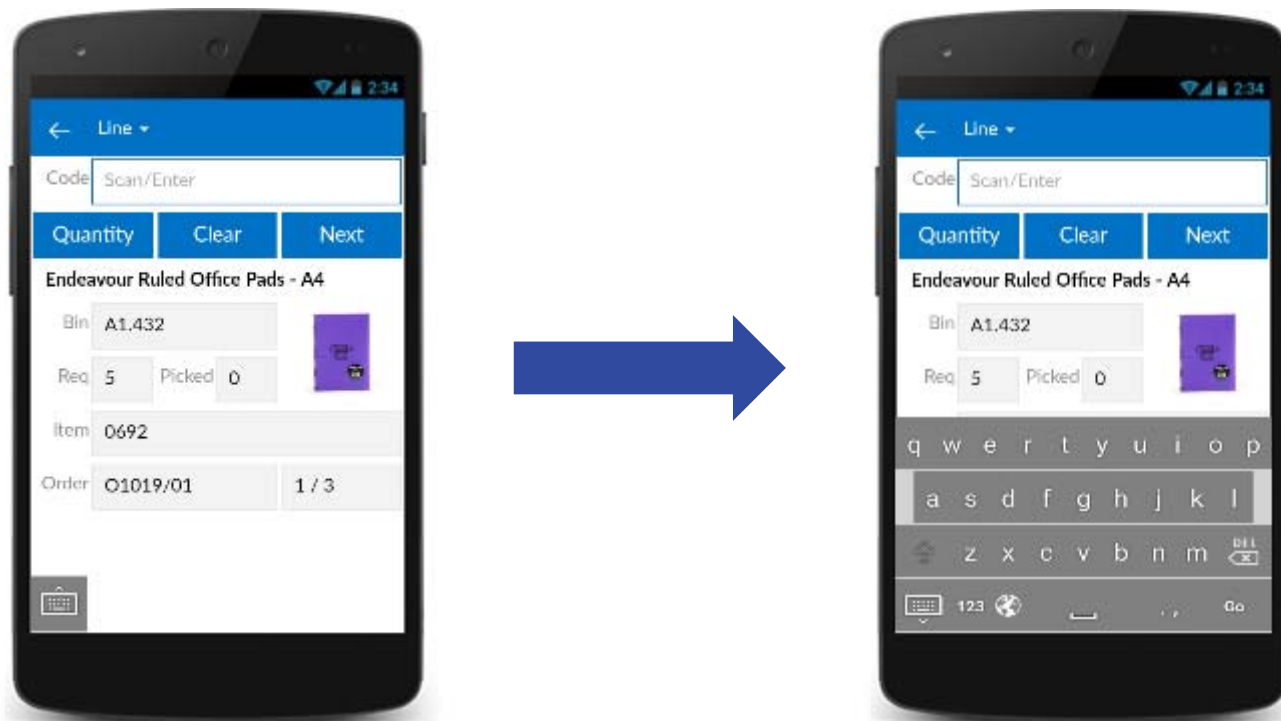 2:34
Line
Code Scan/Enter
Quantity Clear Next
Endeavour Ruled Office Pads - A4
Bin A1.432
Req 5 Picked 0
Item 0692
Order O1019/01 1 / 3
2:34
Line
Code Scan/Enter
Quantity Clear Next
Endeavour Ruled Office Pads - A4
Bin A1.432
Req 5 Picked 0
q w e r t y u i o p
a s d f g h j k l
z x c v b n m DEL
123 . , Go